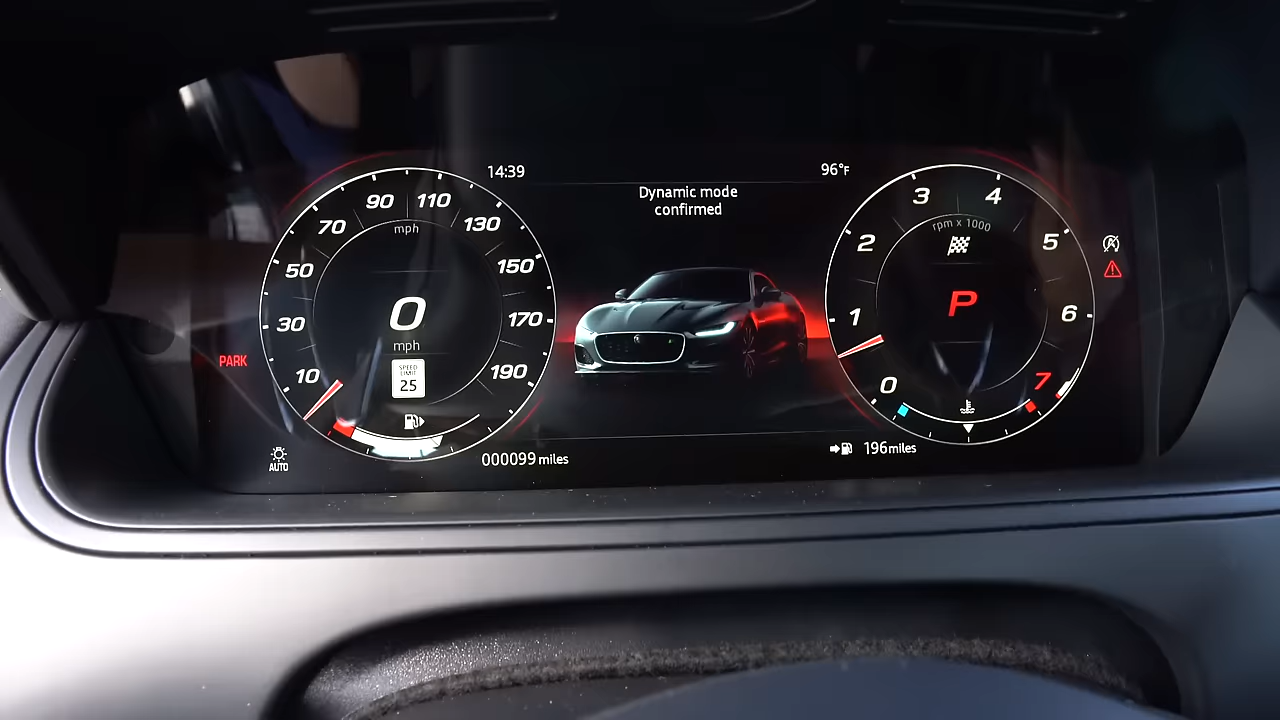 14:39
96°F
Dynamic mode
confirmed
10
30
50
70
90
110
130
150
170
190
mph
0
mph
SPEED
LIMIT
25
PARK
AUTO
000099 miles
0
1
2
3
4
5
6
7
rpm x 1000
P
196 miles